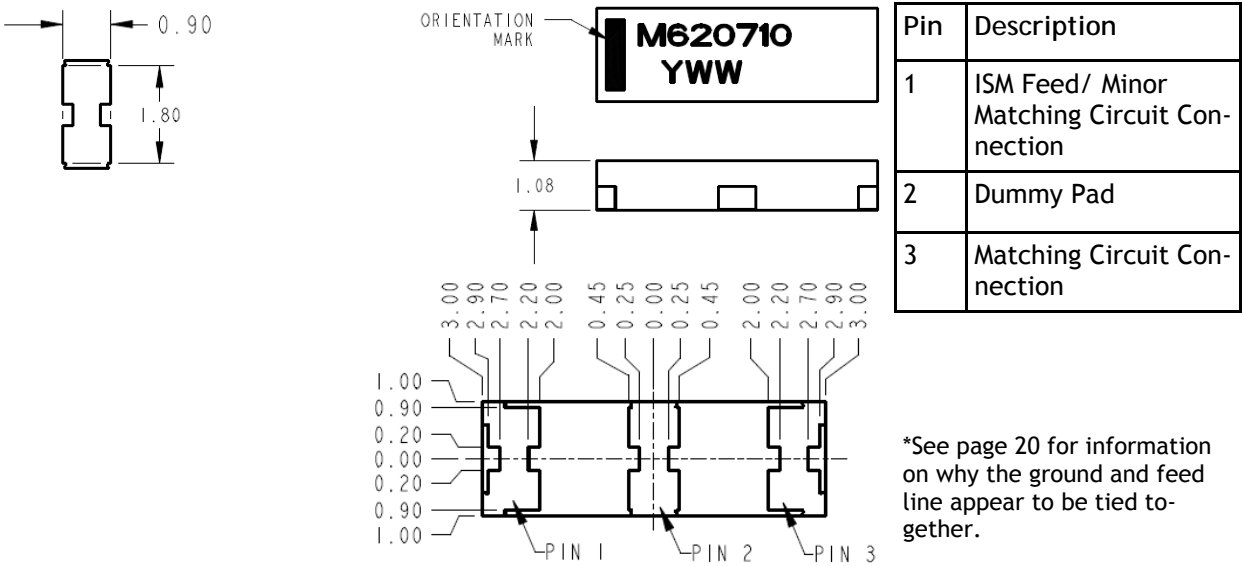 0.90
1.80
ORIENTATION
MARK
M620710
YWW
1.08
Pin Description
1 ISM Feed/ Minor
Matching Circuit Con-
nection
2 Dummy Pad
3 Matching Circuit Con-
nection
3.00
2.90
2.70
2.20
2.00
0.45
0.25
0.00
0.25
0.45
2.00
2.20
2.70
2.90
3.00
1.00
0.90
0.20
0.00
0.20
0.90
1.00
PIN 1
PIN 2
PIN 3
*See page 20 for information
on why the ground and feed
line appear to be tied to-
gether.